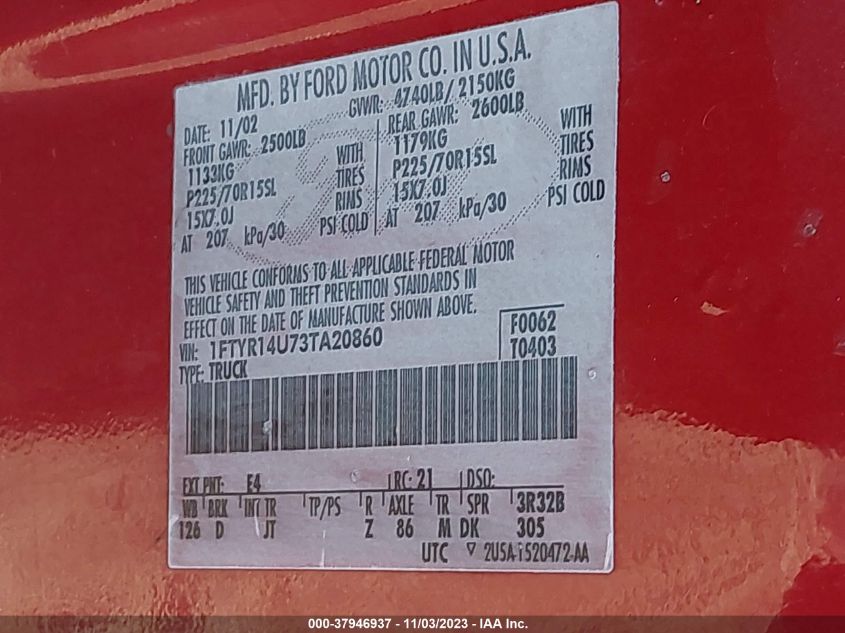 MFD. BY FORD MOTOR CO. IN U.S.A.
DATE: 11/02 GVWR: 4740LB/ 2150KG
FRONT GAWR: 2500LB REAR GAWR: 2600LB
1133KG WITH 1179KG WITH
P225/70R15SL TIRES P225/70R15SL TIRES
15X7.0J RIMS 15X7.0J RIMS
AT 207 kPa/30 PSI COLD AT 207 kPa/30 PSI COLD
THIS VEHICLE CONFORMS TO ALL APPLICABLE FEDERAL MOTOR
VEHICLE SAFETY AND THEFT PREVENTION STANDARDS IN
EFFECT ON THE DATE OF MANUFACTURE SHOWN ABOVE.
VIN: 1FTYR14U73TA20860 F0062
TYPE: TRUCK T0403
EXT PNT: E4 RC: 21 DSO:
WB BRK INT TR TP/PS R AXLE TR SPR 3R32B
126 D JT Z 86 M DK 305
UTC ▽ 2USA-1520472-AA
000-37946937 - 11/03/2023 - IAA Inc.